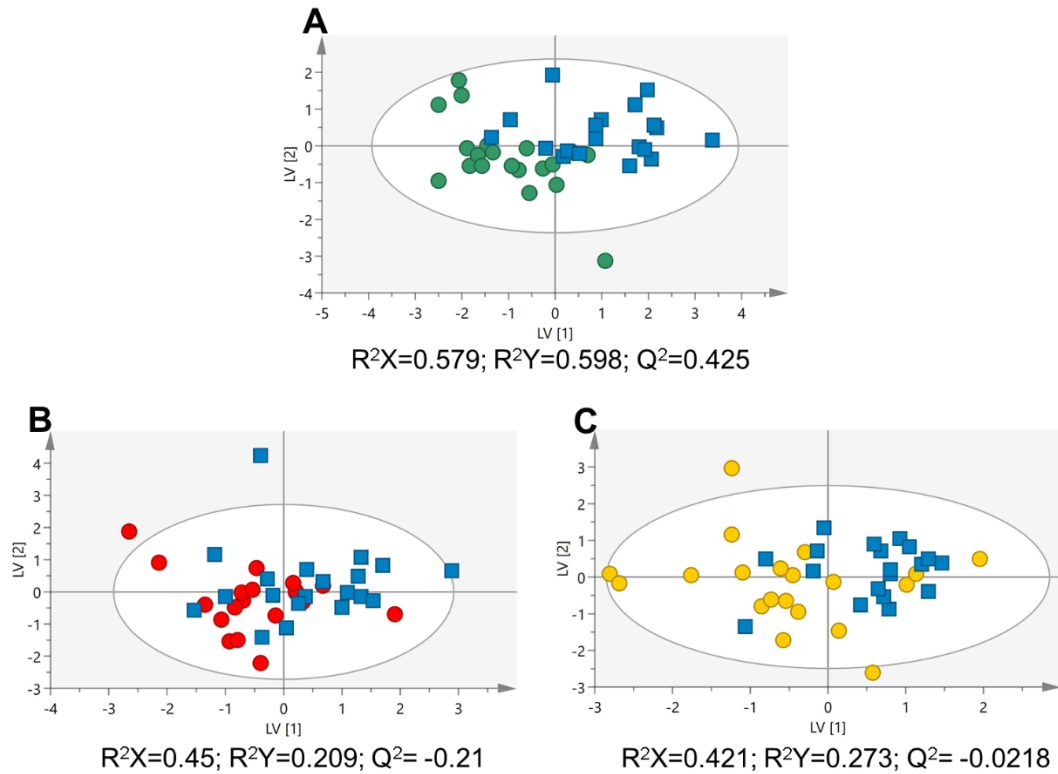 A
LV [2]
2
1
0
-1
-2
-3
-4
-5 -4 -3 -2 -1 0 1 2 3 4
LV [1]
R²X=0.579; R²Y=0.598; Q²=0.425
B
LV [2]
4
3
2
1
0
-1
-2
-3
-4 -3 -2 -1 0 1 2 3
LV [1]
R²X=0.45; R²Y=0.209; Q²= -0.21
C
LV [2]
3
2
1
0
-1
-2
-3
-3 -2 -1 0 1 2
LV [1]
R²X=0.421; R²Y=0.273; Q²= -0.0218